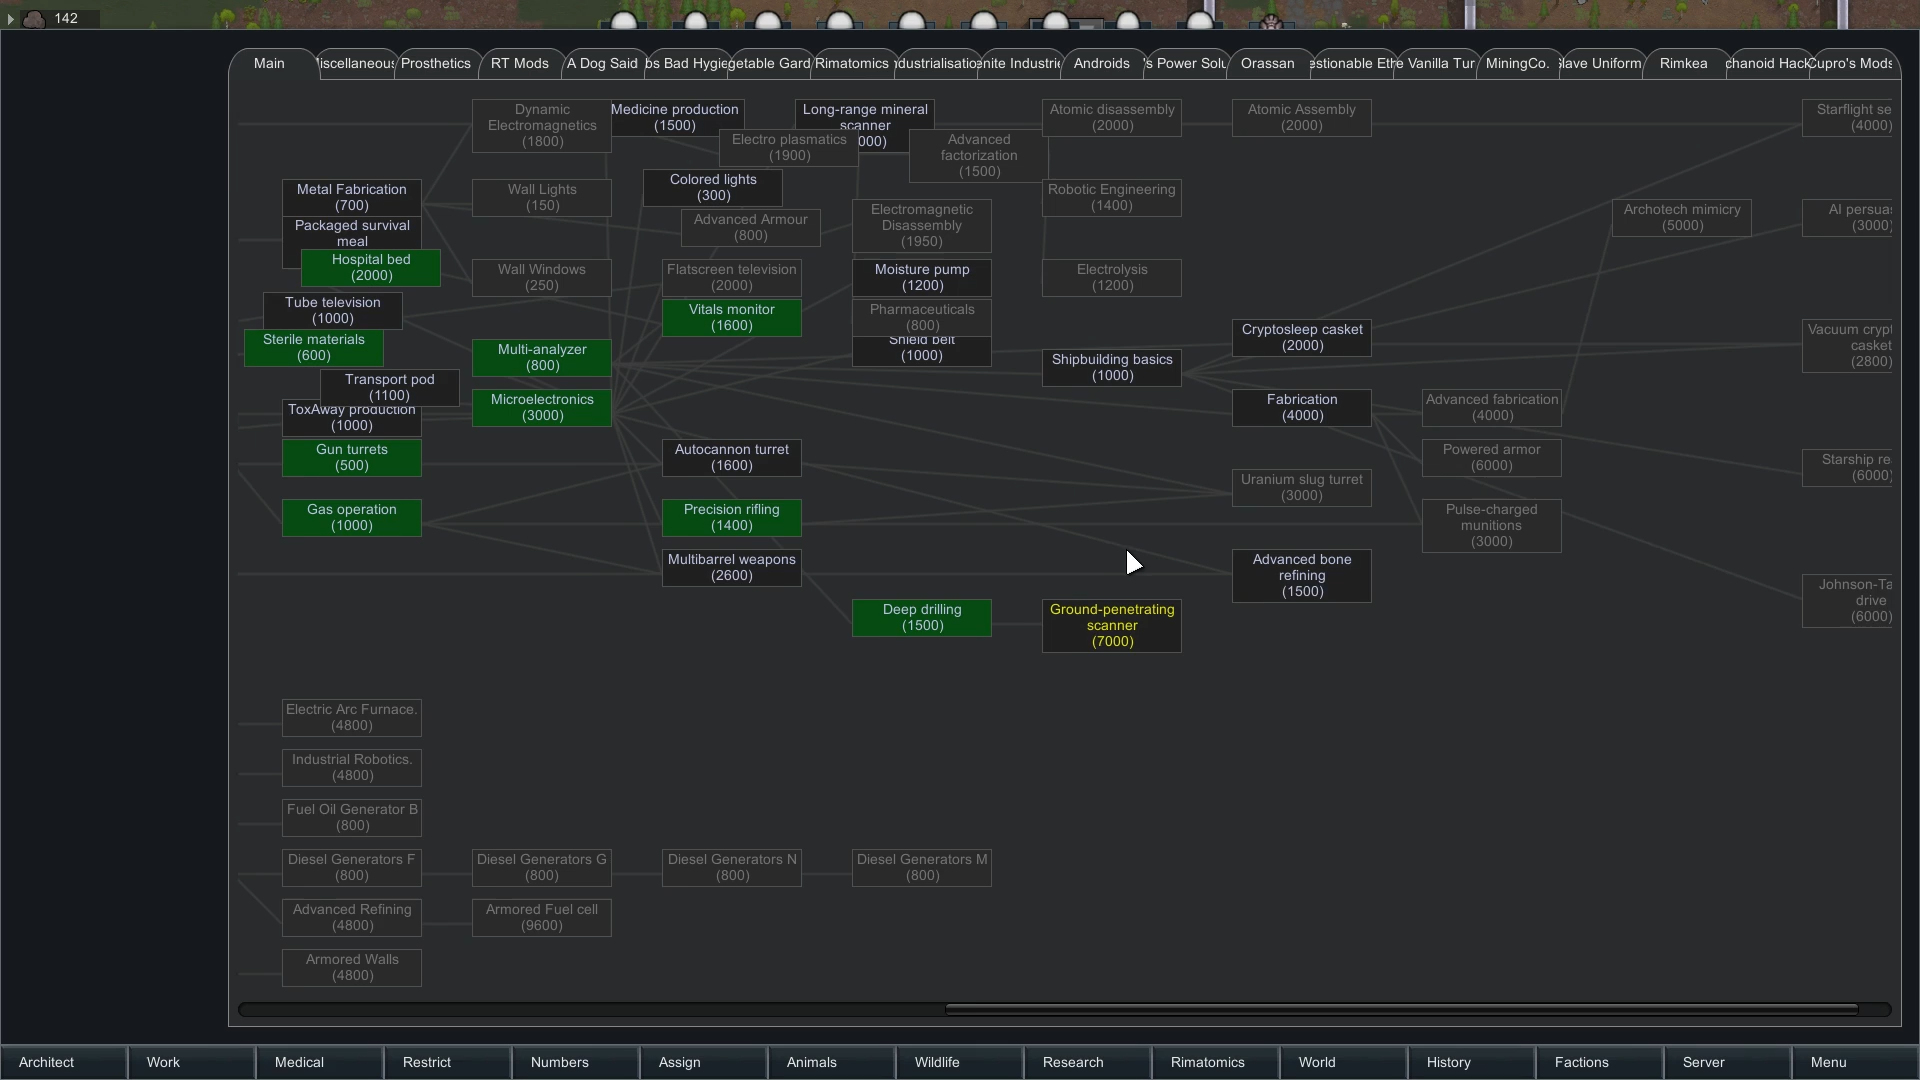 142
Main
iscellaneous
Prosthetics
RT Mods
A Dog Said
bs Bad Hygie
getable Gard
Rimatomics
dustrialisatio
enite Industrie
Androids
's Power Solu
Orassan
estionable Eth
e Vanilla Tur
MiningCo.
lave Uniform
Rimkea
chanoid Hack
Cupro's Mods
Dynamic
Electromagnetics
(1800)
Medicine production
(1500)
Long-range mineral
scanner
000)
Electro plasmatics
(1900)
Advanced
factorization
(1500)
Atomic disassembly
(2000)
Atomic Assembly
(2000)
Starflight se
(4000)
Metal Fabrication
(700)
Wall Lights
(150)
Colored lights
(300)
Robotic Engineering
(1400)
Packaged survival
meal
Advanced Armour
(800)
Electromagnetic
Disassembly
(1950)
Archotech mimicry
(5000)
AI persuas
(3000)
Hospital bed
(2000)
Wall Windows
(250)
Flatscreen television
(2000)
Moisture pump
(1200)
Electrolysis
(1200)
Tube television
(1000)
Vitals monitor
(1600)
Pharmaceuticals
(800)
Sterile materials
(600)
Multi-analyzer
(800)
Shield belt
(1000)
Shipbuilding basics
(1000)
Cryptosleep casket
(2000)
Vacuum crypt
casket
(2800)
Transport pod
(1100)
ToxAway production
(1000)
Microelectronics
(3000)
Fabrication
(4000)
Advanced fabrication
(4000)
Gun turrets
(500)
Autocannon turret
(1600)
Powered armor
(6000)
Starship re
(6000)
Uranium slug turret
(3000)
Gas operation
(1000)
Precision rifling
(1400)
Pulse-charged
munitions
(3000)
Multibarrel weapons
(2600)
Advanced bone
refining
(1500)
Johnson-Ta
drive
(6000)
Deep drilling
(1500)
Ground-penetrating
scanner
(7000)
Electric Arc Furnace.
(4800)
Industrial Robotics.
(4800)
Fuel Oil Generator B
(800)
Diesel Generators F
(800)
Diesel Generators G
(800)
Diesel Generators N
(800)
Diesel Generators M
(800)
Advanced Refining
(4800)
Armored Fuel cell
(9600)
Armored Walls
(4800)
Architect
Work
Medical
Restrict
Numbers
Assign
Animals
Wildlife
Research
Rimatomics
World
History
Factions
Server
Menu